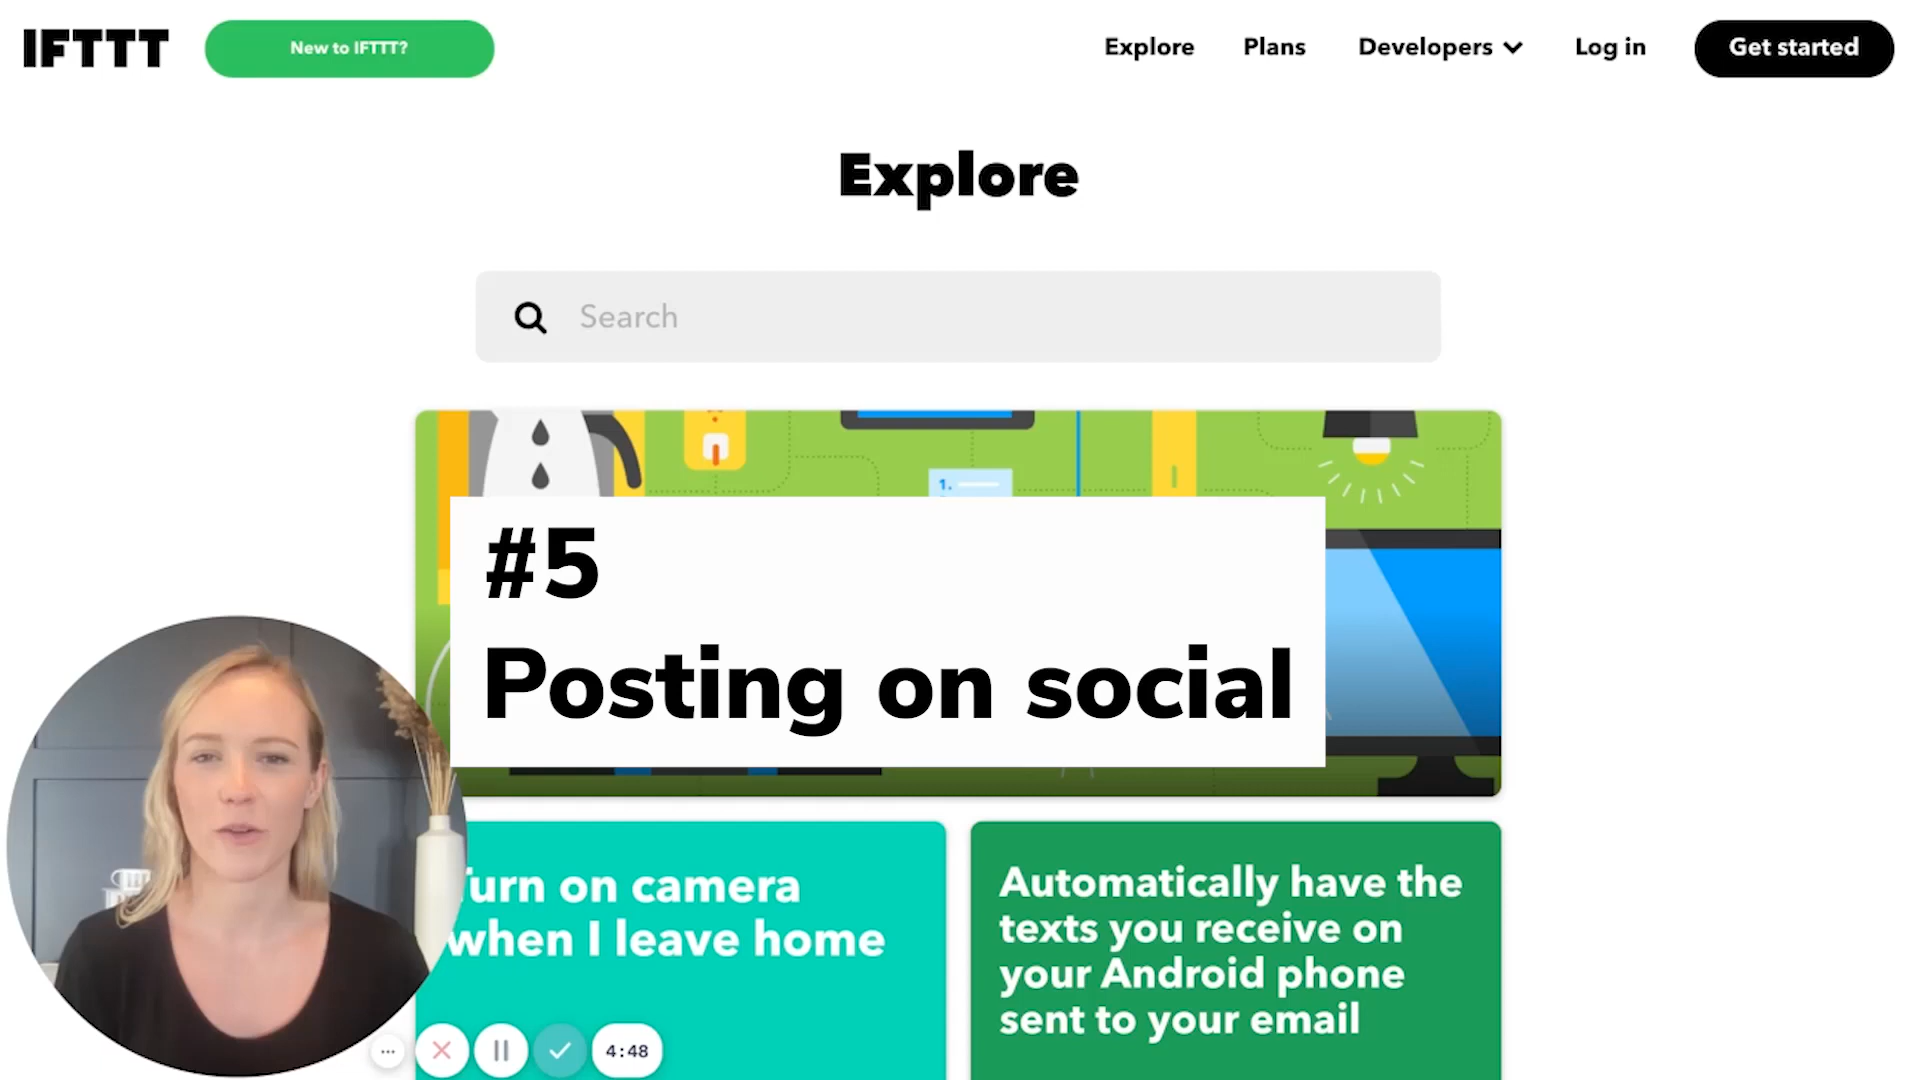 IFTTT
New to IFTTT?
Explore
Plans
Developers
Log in
Get started
Explore
Search
1.
#5
Posting on social
Turn on camera
when I leave home
Automatically have the
texts you receive on
your Android phone
sent to your email
4:48